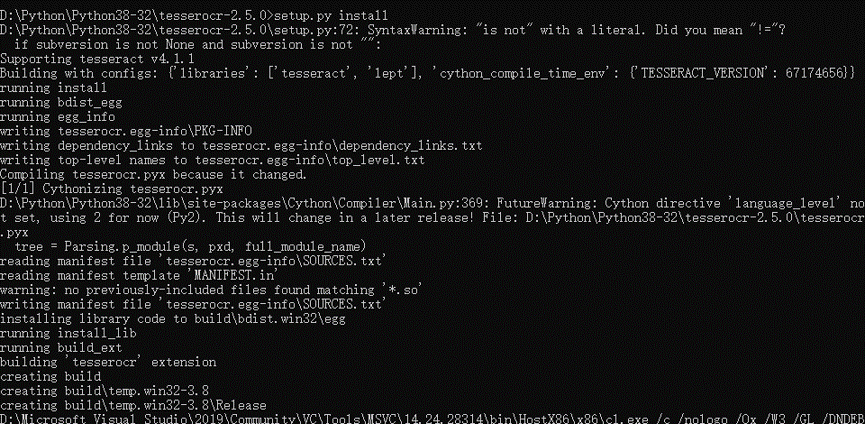 D:\Python\Python38-32\tesserocr-2.5.0>setup.py install
D:\Python\Python38-32\tesserocr-2.5.0\setup.py:72: SyntaxWarning: "is not" with a literal. Did you mean "!="?
  if subversion is not None and subversion is not "":
Supporting tesseract v4.1.1
Building with configs: {'libraries': ['tesseract', 'lept'], 'cython_compile_time_env': {'TESSERACT_VERSION': 67174656}}
running install
running bdist_egg
running egg_info
writing tesserocr.egg-info\PKG-INFO
writing dependency_links to tesserocr.egg-info\dependency_links.txt
writing top-level names to tesserocr.egg-info\top_level.txt
Compiling tesserocr.pyx because it changed.
[1/1] Cythonizing tesserocr.pyx
D:\Python\Python38-32\lib\site-packages\Cython\Compiler\Main.py:369: FutureWarning: Cython directive 'language_level' no
t set, using 2 for now (Py2). This will change in a later release! File: D:\Python\Python38-32\tesserocr-2.5.0\tesserocr
.pyx
  tree = Parsing.p_module(s, pxd, full_module_name)
reading manifest file 'tesserocr.egg-info\SOURCES.txt'
reading manifest template 'MANIFEST.in'
warning: no previously-included files found matching '*.so'
writing manifest file 'tesserocr.egg-info\SOURCES.txt'
installing library code to build\bdist.win32\egg
running install_lib
running build_ext
building 'tesserocr' extension
creating build
creating build\temp.win32-3.8
creating build\temp.win32-3.8\Release
D:\Microsoft Visual Studio\2019\Community\VC\Tools\MSVC\14.24.28314\bin\HostX86\x86\cl.exe /c /nologo /Ox /W3 /GL /DNDEB